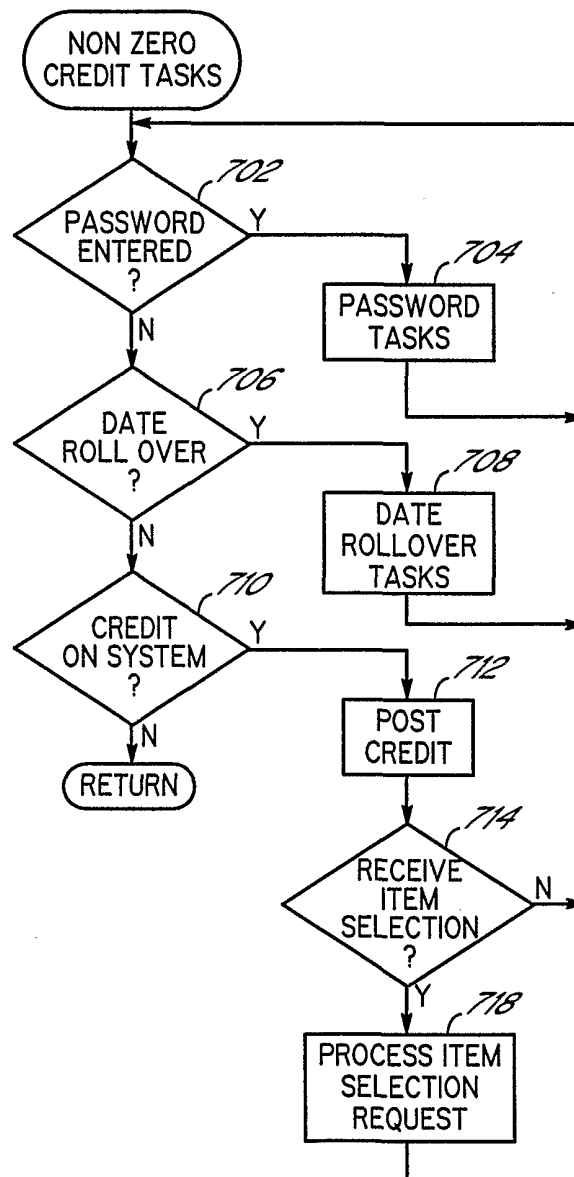 NON ZERO
CREDIT TASKS
702
PASSWORD
ENTERED
?
Y
N
704
PASSWORD
TASKS
706
DATE
ROLL OVER
?
Y
N
708
DATE
ROLLOVER
TASKS
710
CREDIT
ON SYSTEM
?
Y
N
RETURN
712
POST
CREDIT
714
RECEIVE
ITEM
SELECTION
?
N
Y
718
PROCESS ITEM
SELECTION
REQUEST